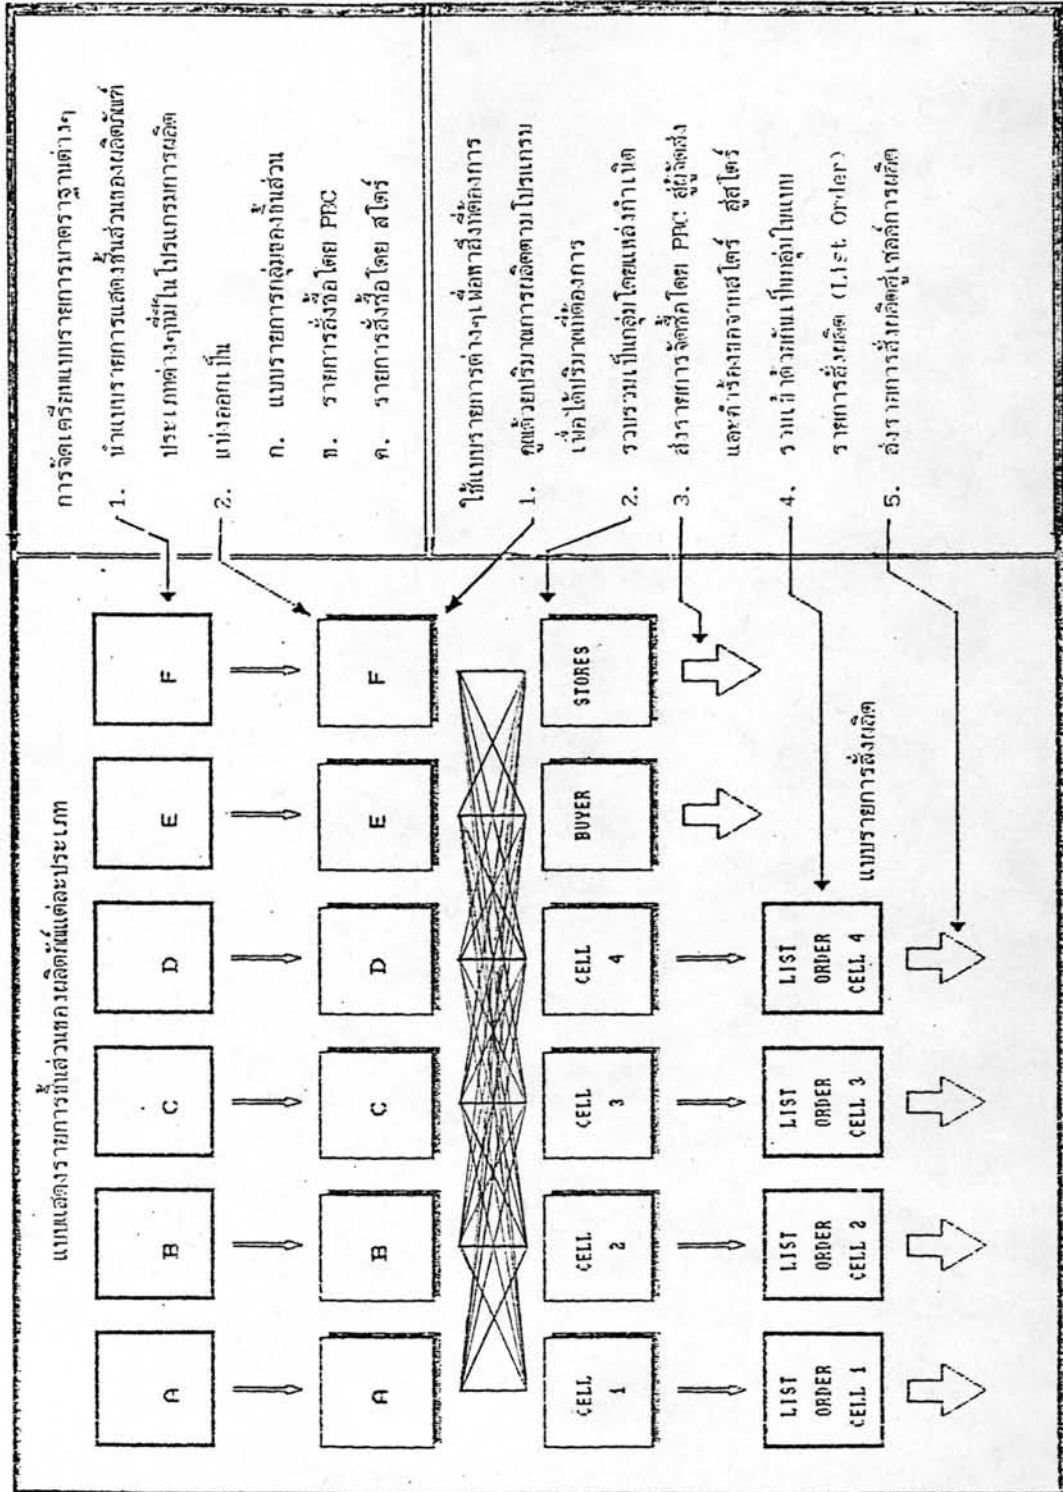 แบบแสดงรายการชิ้นส่วนของผลิตภัณฑ์แต่ละประเภท
A B C D E F
A B C D E F
CELL 1
CELL 2
CELL 3
CELL 4
BUYER
STORES
LIST ORDER CELL 1
LIST ORDER CELL 2
LIST ORDER CELL 3
LIST ORDER CELL 4
แบบรายการสั่งผลิต
การจัดเตรียมแบบรายการมาตราฐานต่างๆ
1. นำแบบรายการแสดงชิ้นส่วนของผลิตภัณฑ์
ประเภทต่างๆที่มีในโปรแกรมการผลิต
2. แบ่งออกเป็น
ก. แบบรายการกลุ่มของชิ้นส่วน
ข. รายการสั่งซื้อโดย PBC
ค. รายการสั่งซื้อโดย สโตร์
ใช้แบบรายการต่างๆเพื่อหาสิ่งที่ต้องการ
1. คูณด้วยปริมาณการผลิตตามโปรแกรม
เพื่อได้ปริมาณที่ต้องการ
2. รวบรวมเป็นกลุ่มโดยแหล่งกำเนิด
3. ส่งรายการจัดซื้อโดย PBC สู่ผู้จัดส่ง
และคำร้องขอจากสโตร์ สู่สโตร์
4. รวมเข้าด้วยกันเป็นกลุ่มใบแบบ
รายการสั่งผลิต (List Order)
5. ส่งรายการสั่งผลิตสู่เซลล์การผลิต